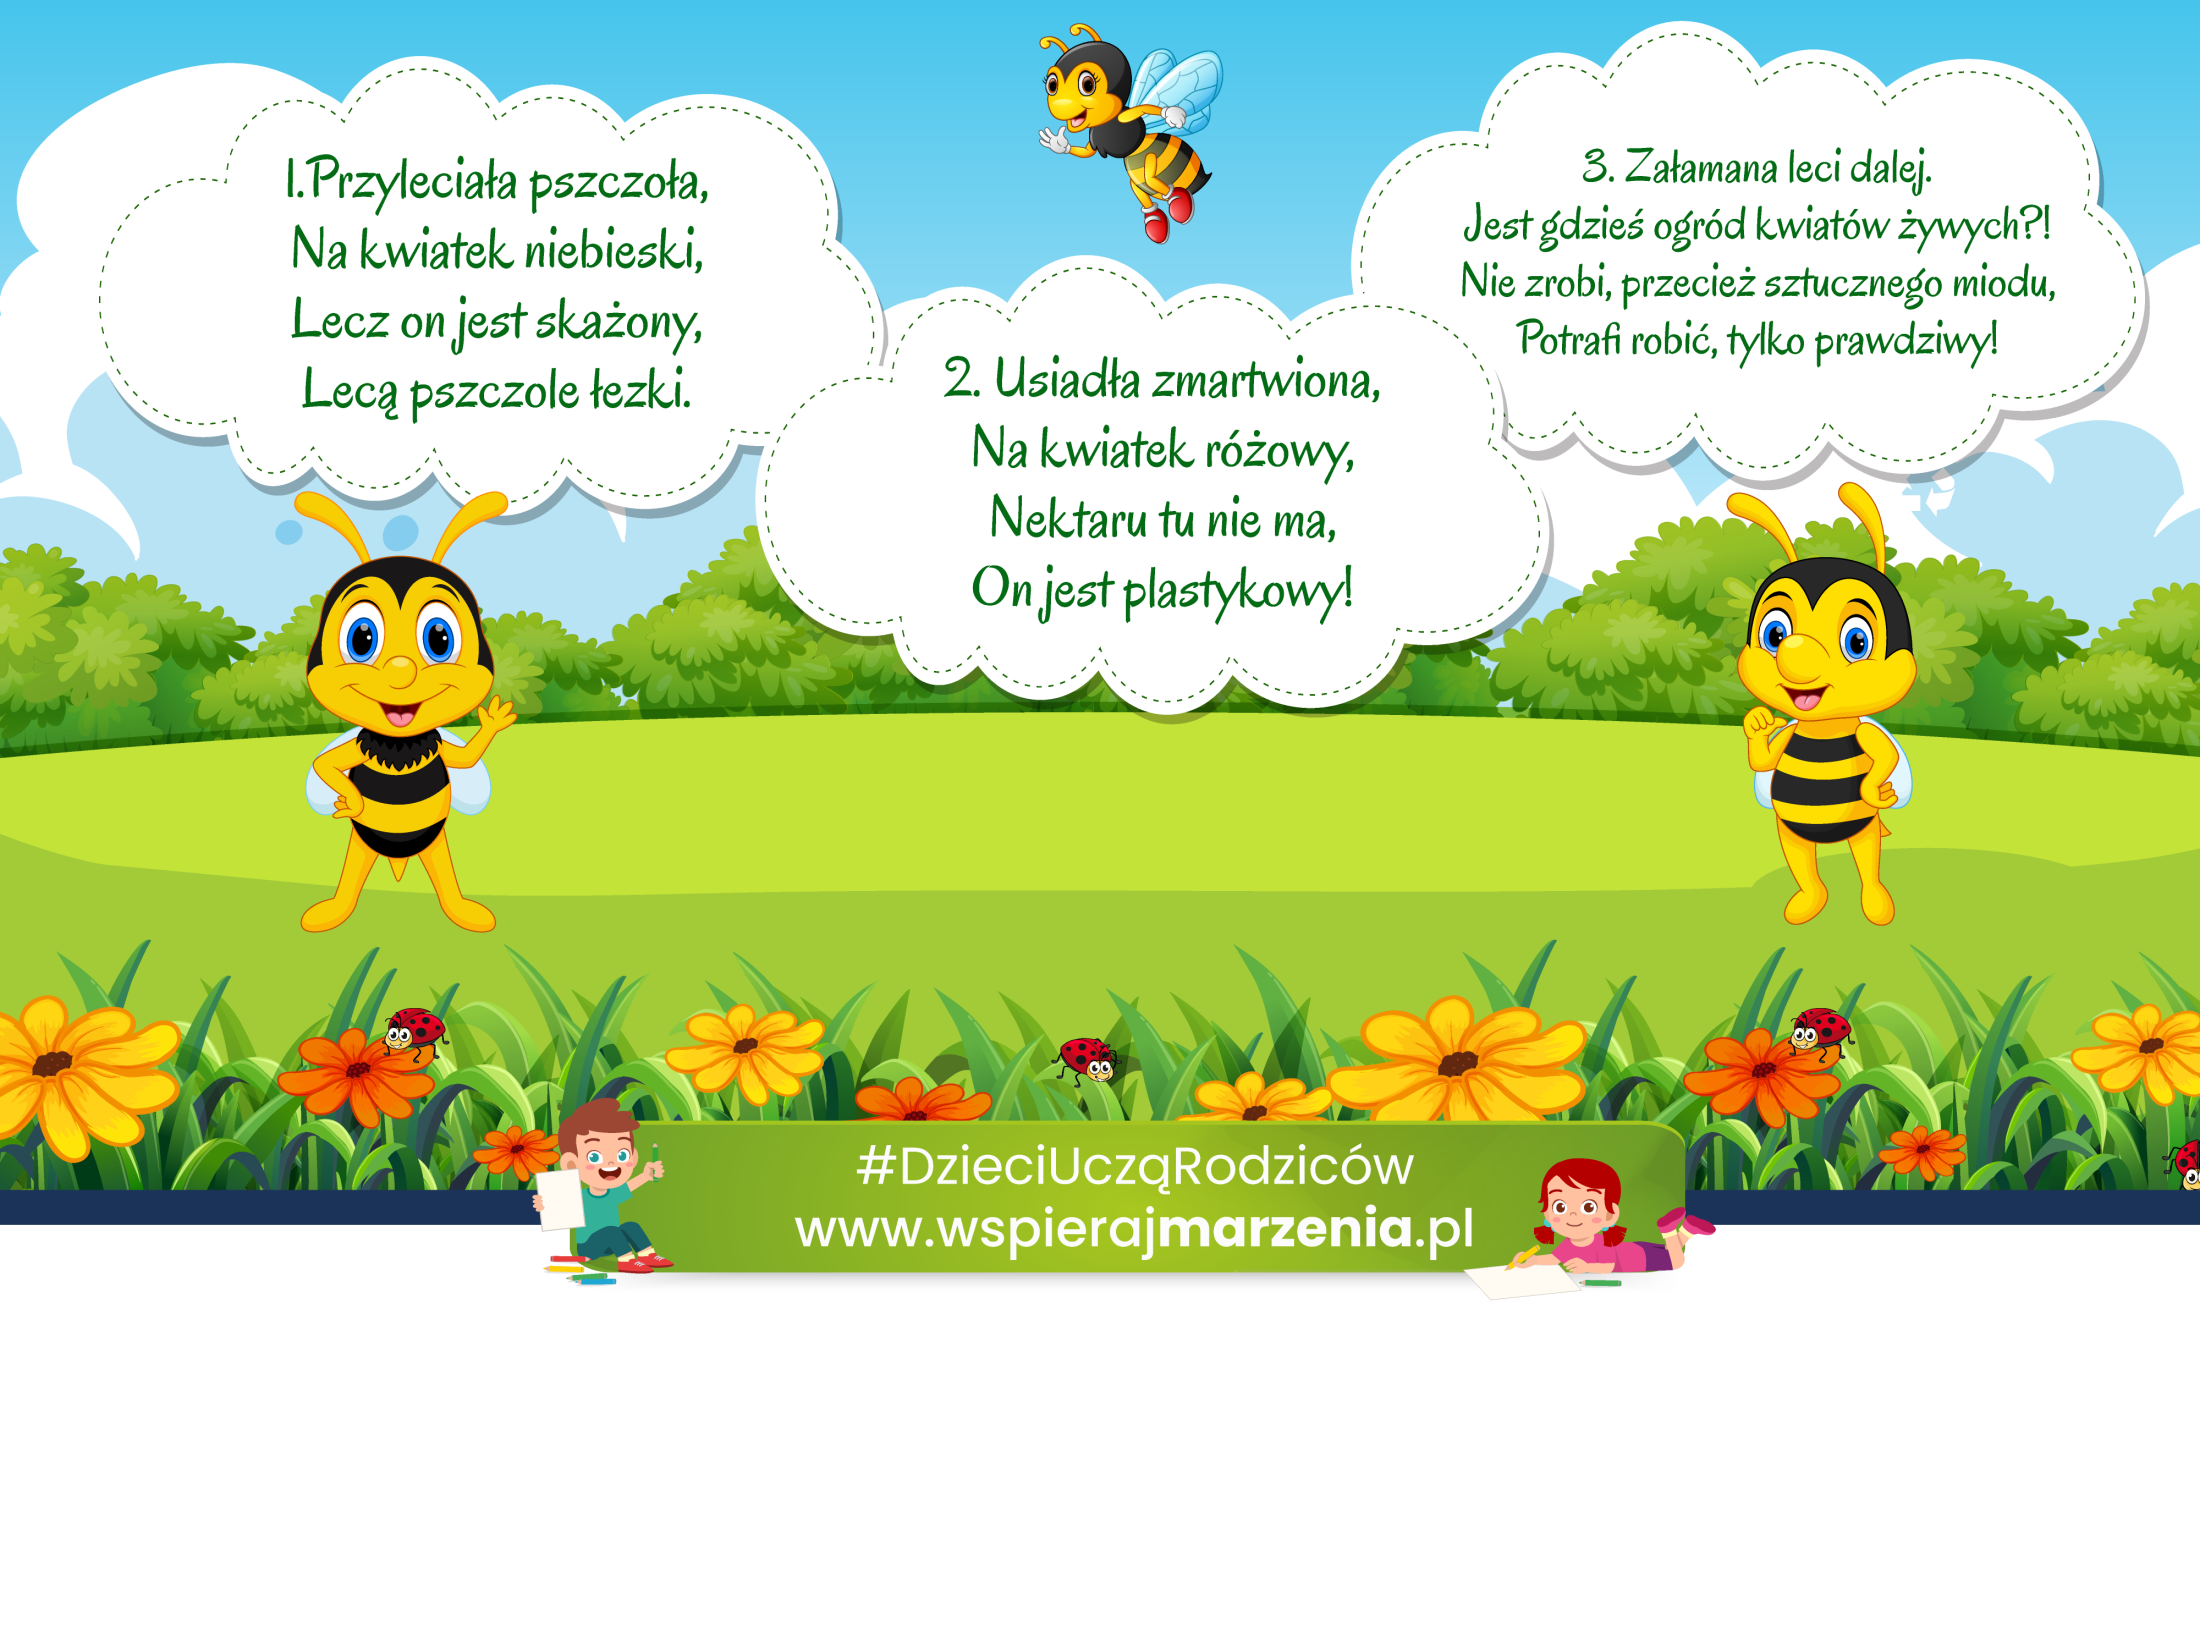 1.Przyleciała pszczoła,
Na kwiatek niebieski,
Lecz on jest skażony,
Lecą pszczole łezki.
2. Usiadła zmartwiona,
Na kwiatek różowy,
Nektaru tu nie ma,
On jest plastykowy!
3. Załamana leci dalej.
Jest gdzieś ogród kwiatów żywych?!
Nie zrobi, przecież sztucznego miodu,
Potrafi robić, tylko prawdziwy!
#DzieciUcząRodziców
www.wspierajmarzenia.pl